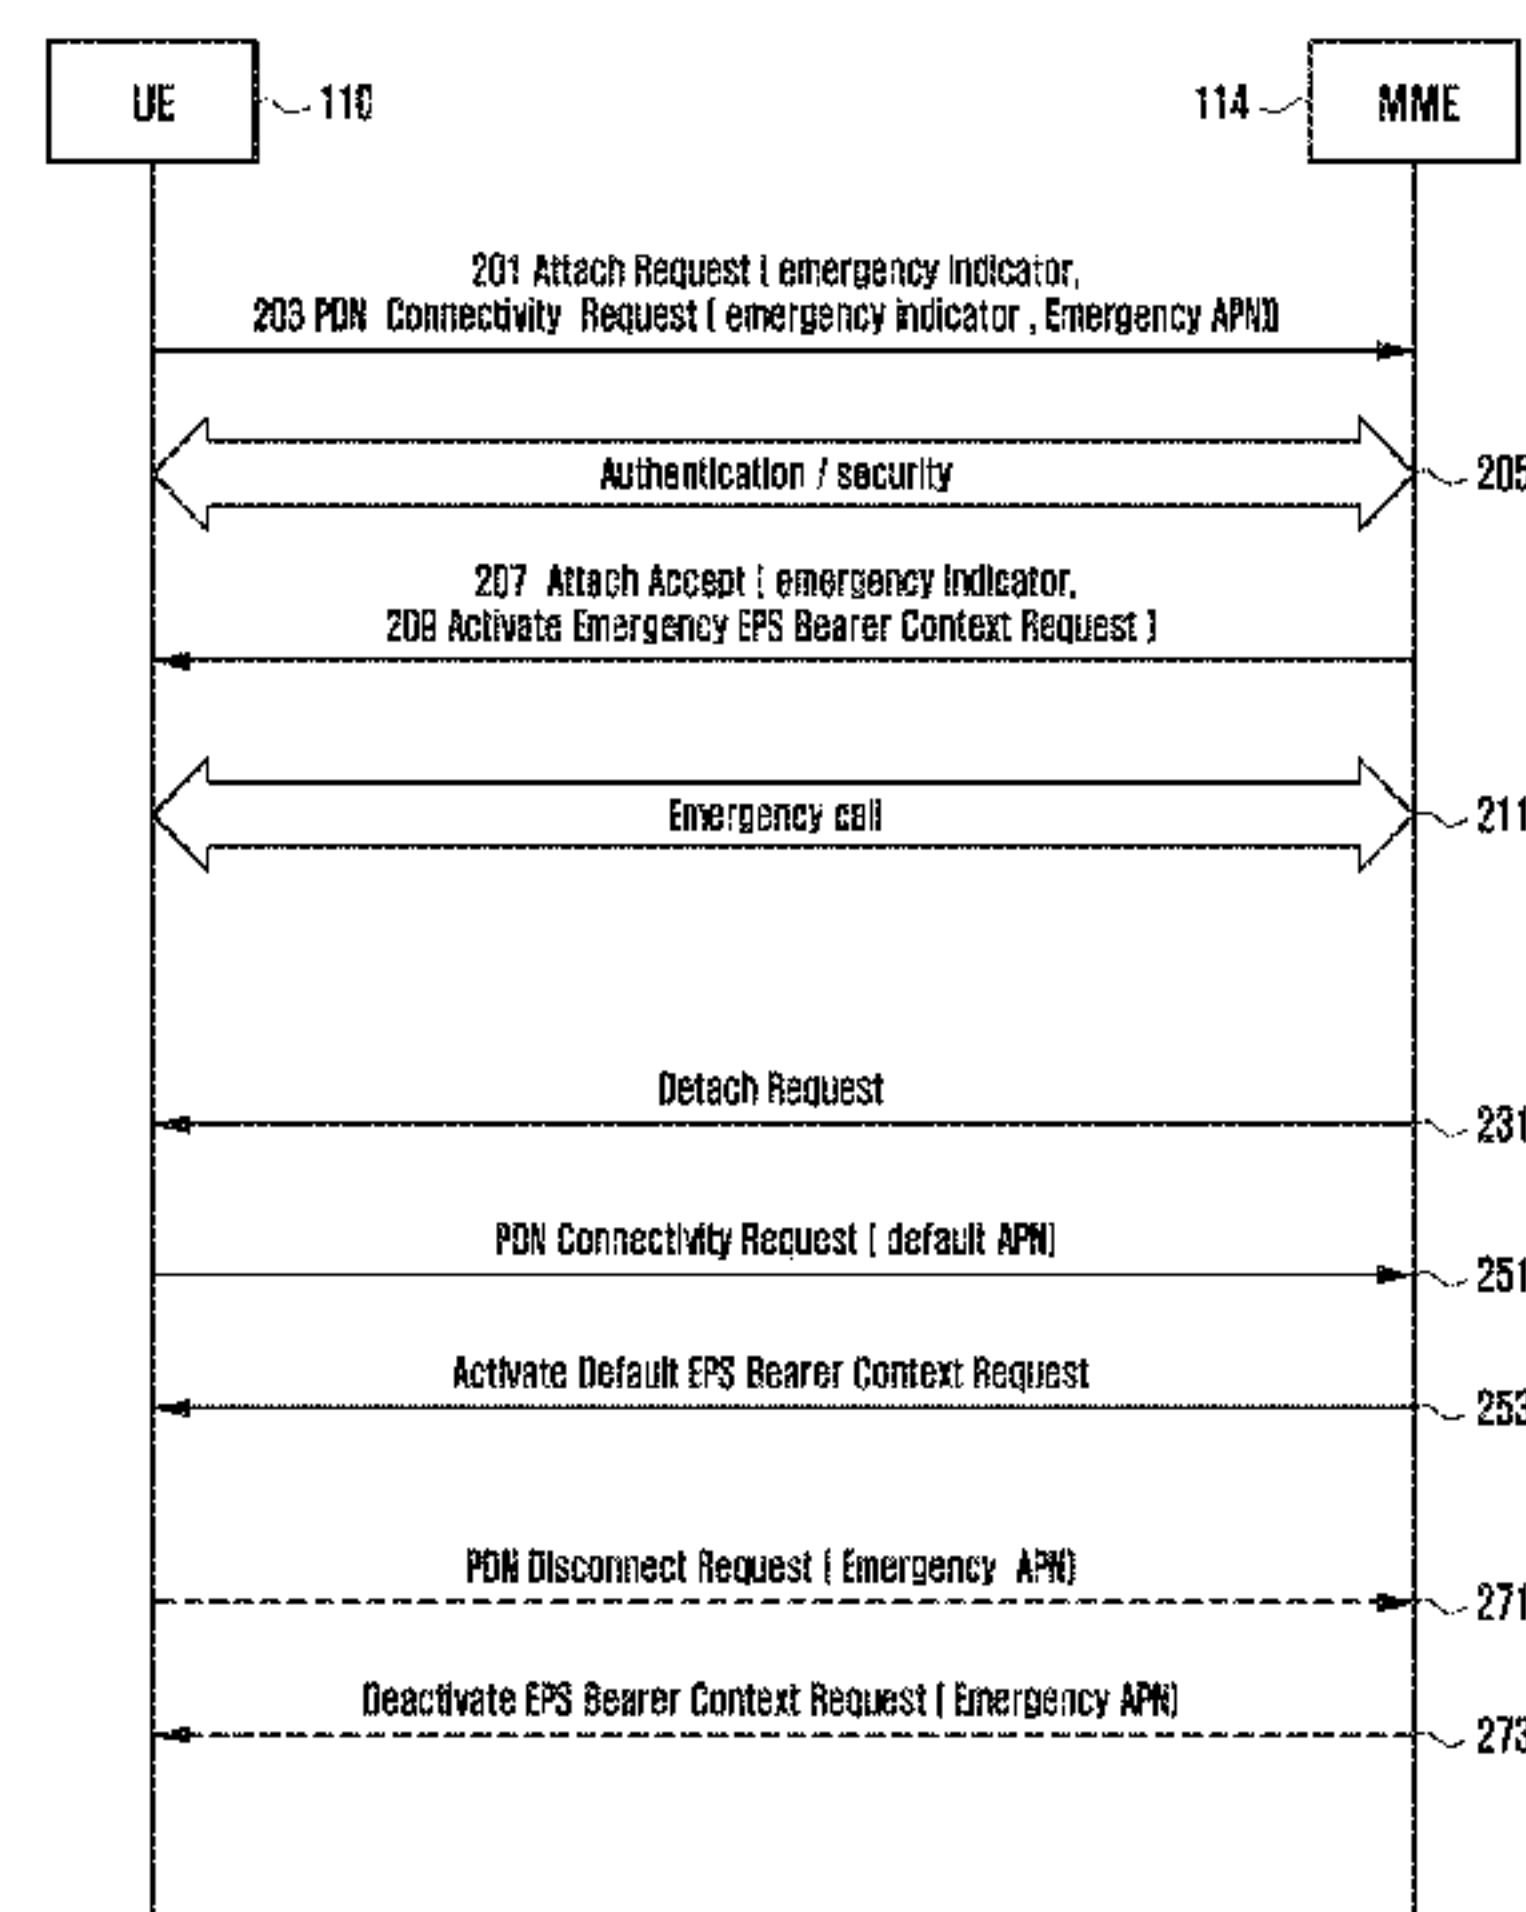 UE
110
114
MME
201 Attach Request ( emergency indicator,
203 PDN Connectivity Request ( emergency indicator , Emergency APN))
Authentication / security
205
207 Attach Accept ( emergency indicator,
209 Activate Emergency EPS Bearer Context Request )
Emergency call
211
Detach Request
231
PDN Connectivity Request ( default APN)
251
Activate Default EPS Bearer Context Request
253
PDN Disconnect Request ( Emergency APN)
271
Deactivate EPS Bearer Context Request ( Emergency APN)
273